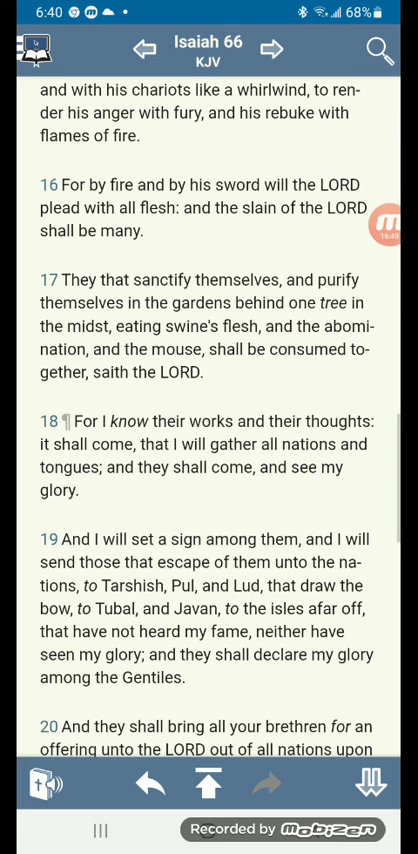 6:40 68%
Isaiah 66
KJV
and with his chariots like a whirlwind, to ren-
der his anger with fury, and his rebuke with
flames of fire.
16 For by fire and by his sword will the LORD
plead with all flesh: and the slain of the LORD
shall be many.
16:49
17 They that sanctify themselves, and purify
themselves in the gardens behind one tree in
the midst, eating swine's flesh, and the abomi-
nation, and the mouse, shall be consumed to-
gether, saith the LORD.
18 ¶ For I know their works and their thoughts:
it shall come, that I will gather all nations and
tongues; and they shall come, and see my
glory.
19 And I will set a sign among them, and I will
send those that escape of them unto the na-
tions, to Tarshish, Pul, and Lud, that draw the
bow, to Tubal, and Javan, to the isles afar off,
that have not heard my fame, neither have
seen my glory; and they shall declare my glory
among the Gentiles.
20 And they shall bring all your brethren for an
offering unto the LORD out of all nations upon
Recorded by mobizen